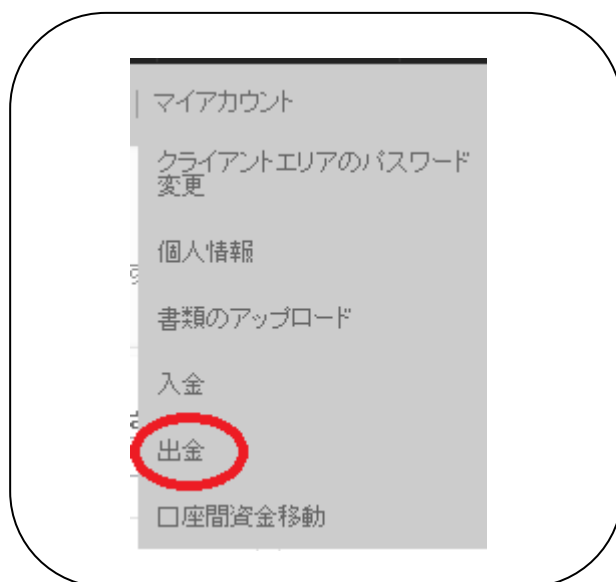 マイアカウント
クライアントエリアのパスワード
変更
個人情報
書類のアップロード
入金
出金
口座間資金移動